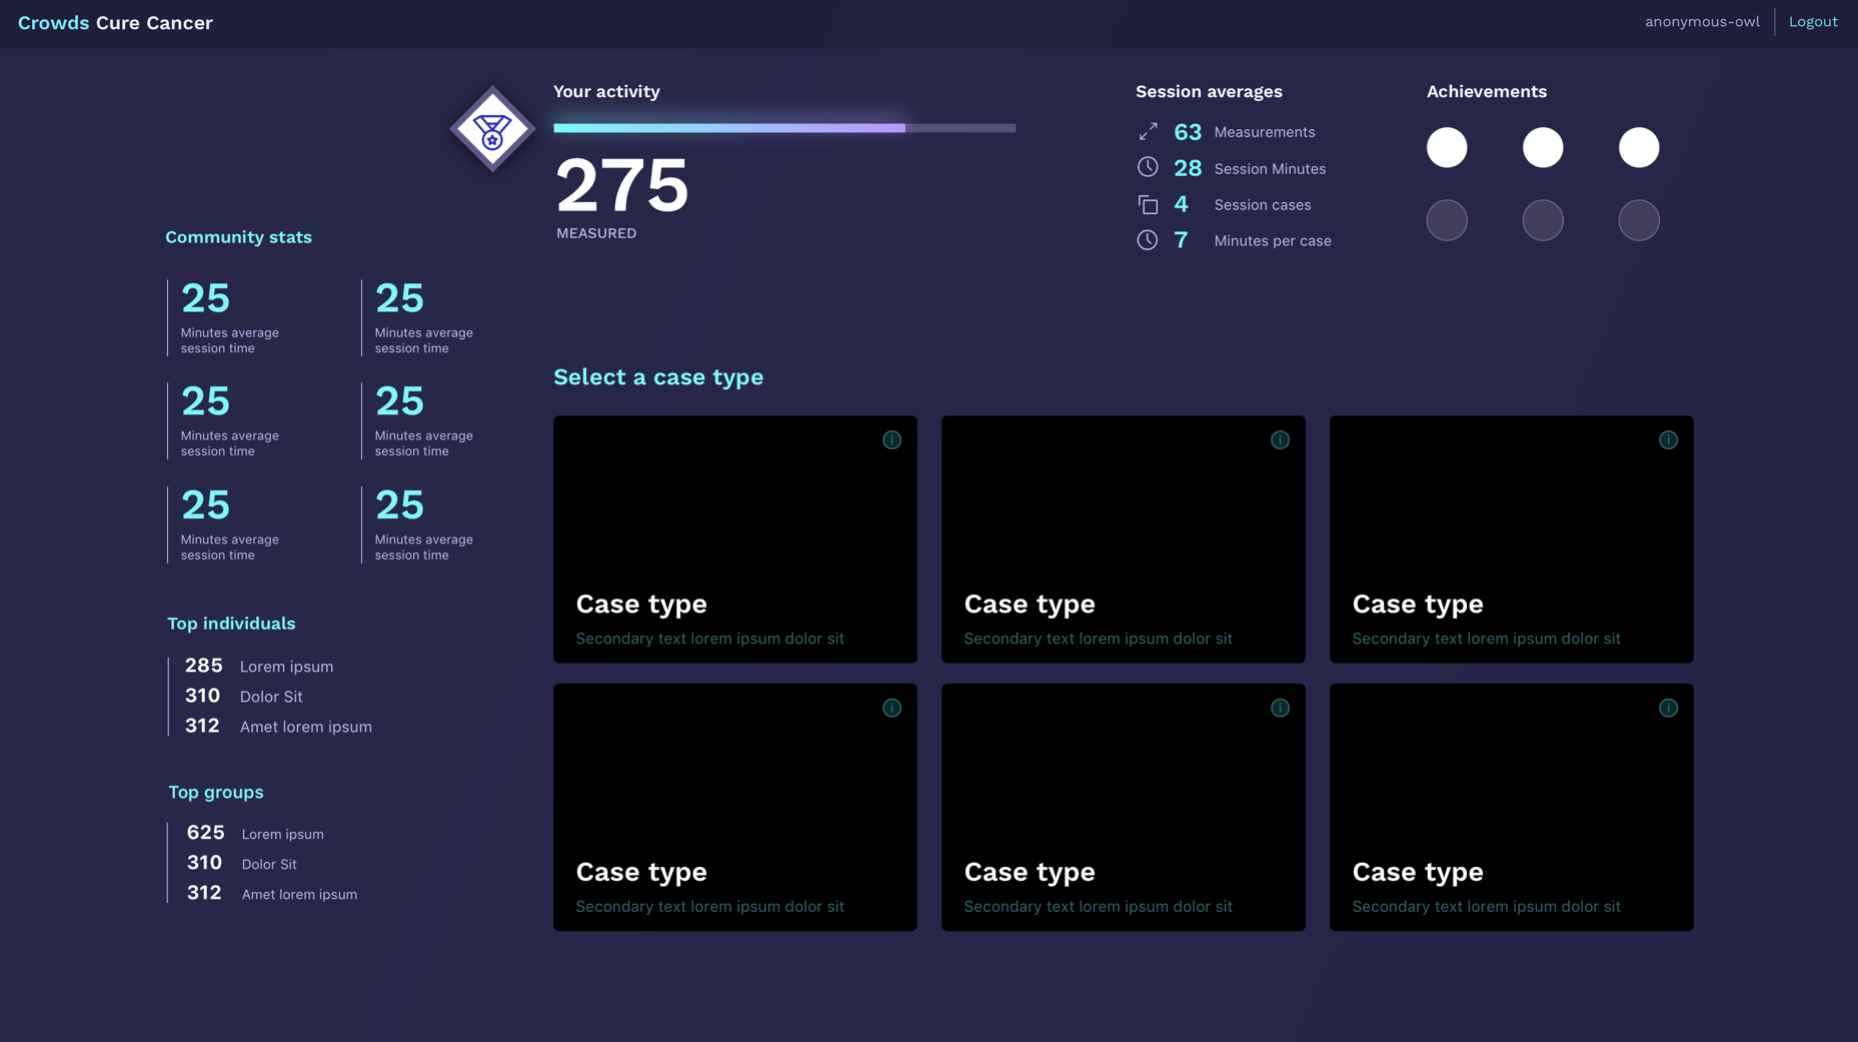 Crowds Cure Cancer
anonymous-owl
Logout
Your activity
275
MEASURED
Session averages
63 Measurements
28 Session Minutes
4 Session cases
7 Minutes per case
Achievements
Community stats
25
Minutes average
session time
25
Minutes average
session time
25
Minutes average
session time
25
Minutes average
session time
25
Minutes average
session time
25
Minutes average
session time
Top individuals
285 Lorem ipsum
310 Dolor Sit
312 Amet lorem ipsum
Top groups
625 Lorem ipsum
310 Dolor Sit
312 Amet lorem ipsum
Select a case type
Case type
Secondary text lorem ipsum dolor sit
Case type
Secondary text lorem ipsum dolor sit
Case type
Secondary text lorem ipsum dolor sit
Case type
Secondary text lorem ipsum dolor sit
Case type
Secondary text lorem ipsum dolor sit
Case type
Secondary text lorem ipsum dolor sit